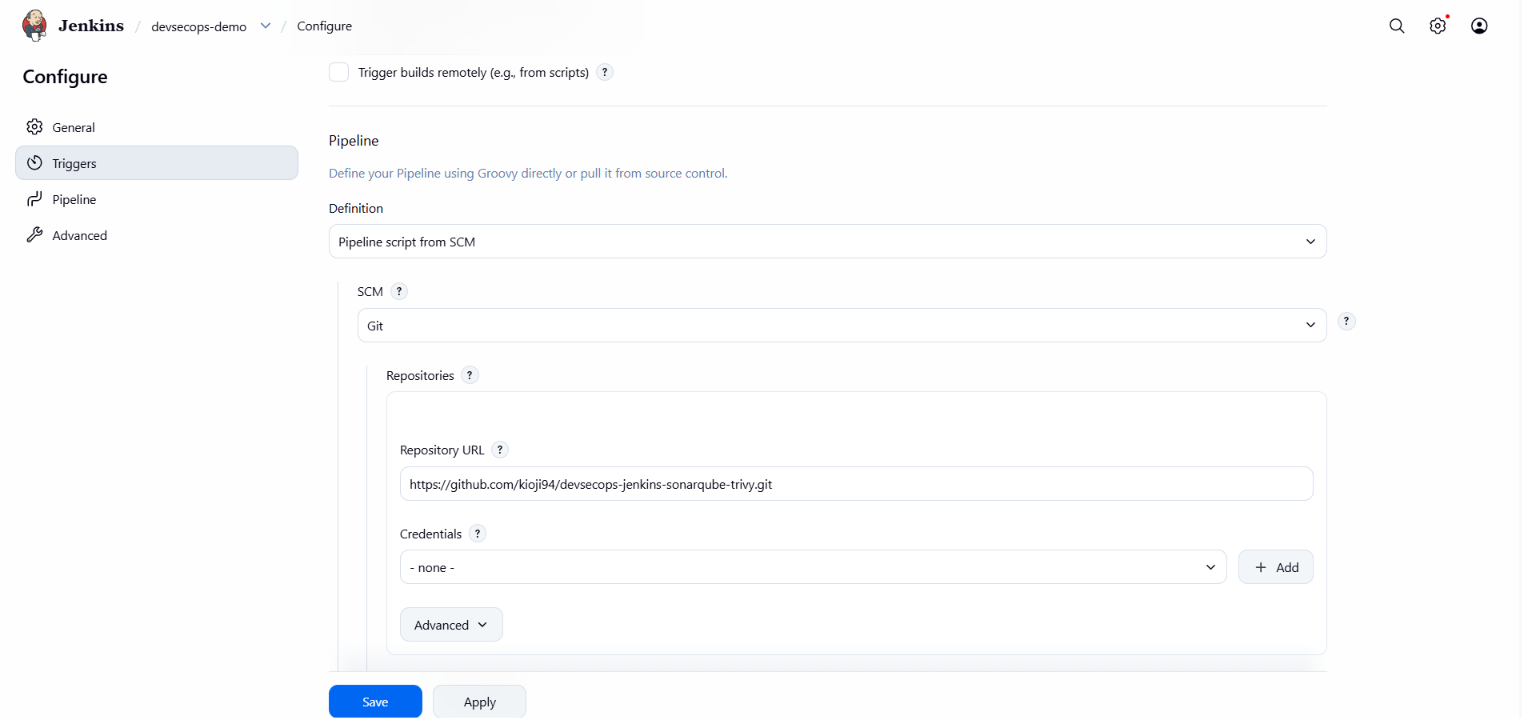 Jenkins / devsecops-demo / Configure
Configure
General
Triggers
Pipeline
Advanced
Trigger builds remotely (e.g., from scripts) ?
Pipeline
Define your Pipeline using Groovy directly or pull it from source control.
Definition
Pipeline script from SCM
SCM ?
Git
?
Repositories ?
Repository URL ?
https://github.com/kioji94/devsecops-jenkins-sonarqube-trivy.git
Credentials ?
- none -
+ Add
Advanced
Save Apply